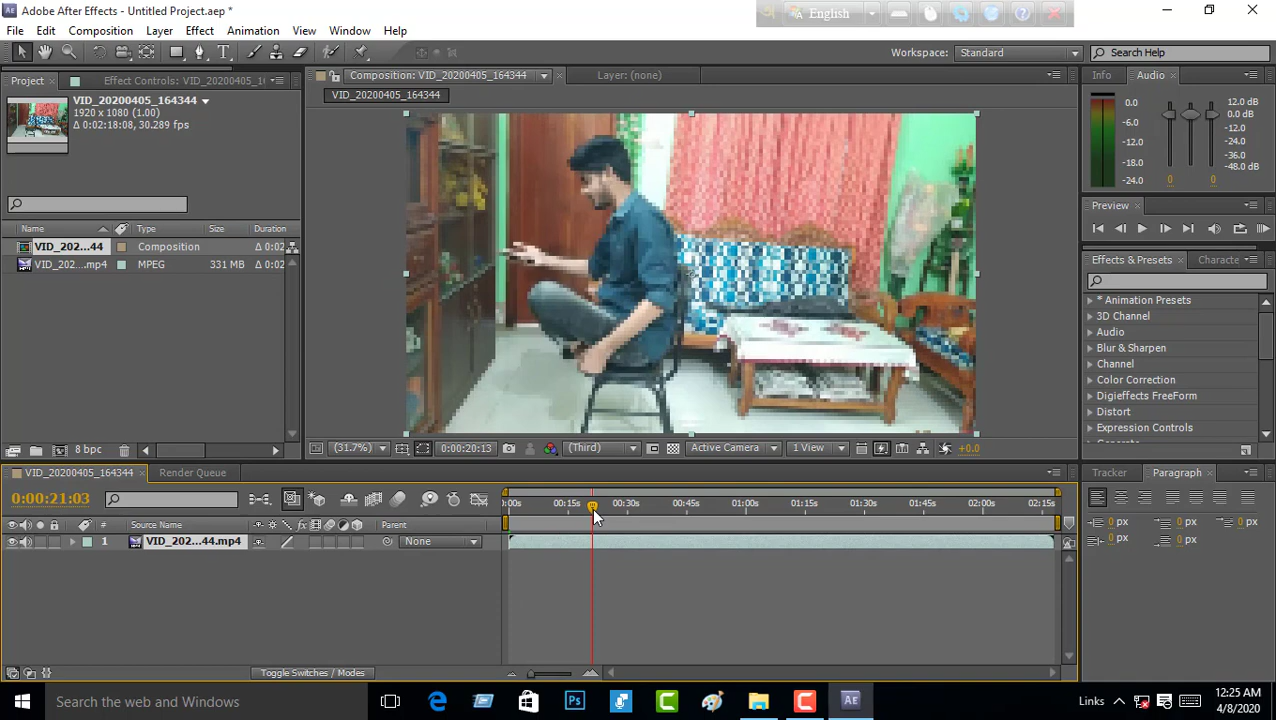 Adobe After Effects - Untitled Project.aep *
English
File Edit Composition Layer Effect Animation View Window Help
Workspace: Standard
Search Help
Project
Effect Controls: VID_20200405_16
Composition: VID_20200405_164344
Layer: (none)
Info Audio
VID_20200405_164344
1920 x 1080 (1.00)
Δ 0:02:18:08, 30.289 fps
VID_20200405_164344
0.0
-6.0
-12.0
-18.0
-24.0
12.0 dB
0.0 dB
-12.0
-24.0
-36.0
-48.0 dB
0 0
Preview
Name Type Size Duration
VID_202...44 Composition Δ 0:02
VID_202....mp4 MPEG 331 MB Δ 0:02
Effects & Presets
Characte
* Animation Presets
3D Channel
Audio
Blur & Sharpen
Channel
Color Correction
Digieffects FreeForm
Distort
Expression Controls
8 bpc
(31.7%)
0:00:20:13
(Third)
Active Camera
1 View
+0.0
VID_20200405_164344
Render Queue
Tracker Paragraph
0:00:21:03
:00s 00:15s 00:30s 00:45s 01:00s 01:15s 01:30s 01:45s 02:00s 02:15s
# Source Name Parent
1 VID_202...44.mp4 None
0 px 0 px 0 px
0 px 0 px
Toggle Switches / Modes
Search the web and Windows
Ps
Ae
Links
12:25 AM
4/8/2020